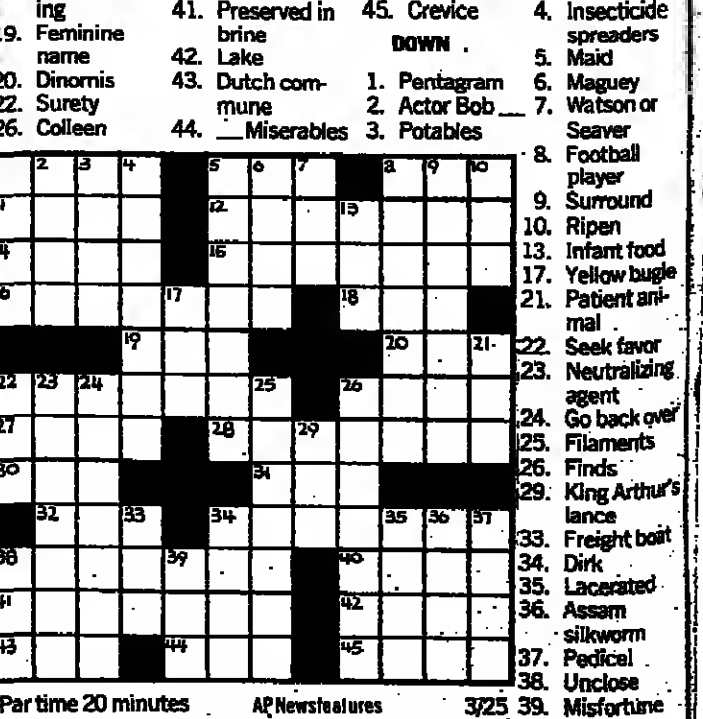 ing
19. Feminine
name
20. Dinornis
22. Surety
26. Colleen
41. Preserved in
brine
42. Lake
43. Dutch com-
mune
44. __Miserables
45. Crevice
DOWN
1. Pentagram
2. Actor Bob __
3. Potables
4. Insecticide
spreaders
5. Maid
6. Maguey
7. Watson or
Seaver
8. Football
player
9. Surround
10. Ripen
13. Infant food
17. Yellow bugle
21. Patient ani-
mal
22. Seek favor
23. Neutralizing
agent
24. Go back over
25. Filaments
26. Finds
29. King Arthur's
lance
33. Freight boat
34. Dirk
35. Lacerated
36. Assam
silkworm
37. Pedicel
38. Unclose
39. Misfortune
2 3 4 5 6 7 8 9 10
12 13
15
17 18
19 20 21
22 23 24 25 26
27 28 29
30 31
32 33 34 35 36 37
38 39 40
41 42
43 44 45
Par time 20 minutes
AP Newsfeatures
3/25